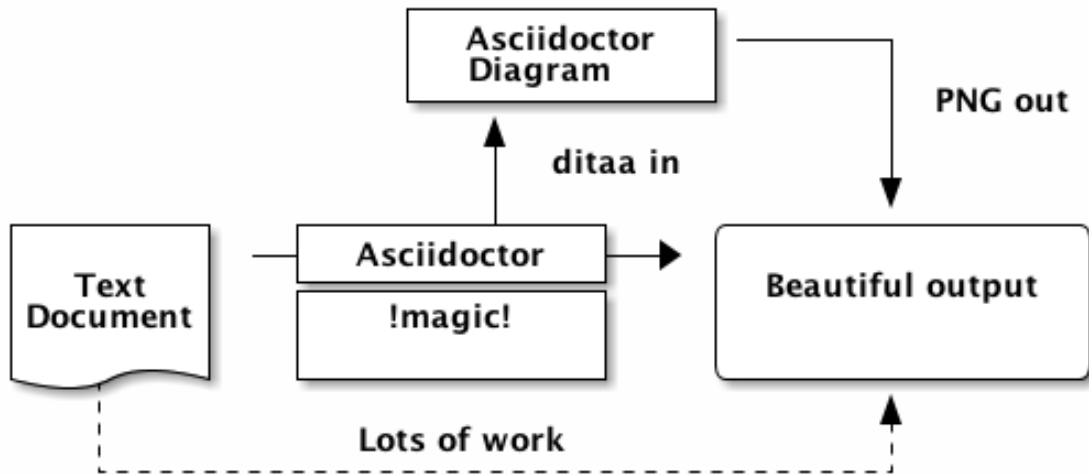 Asciidoctor
Diagram
PNG out
ditaa in
Text
Document
Asciidoctor
!magic!
Beautiful output
Lots of work